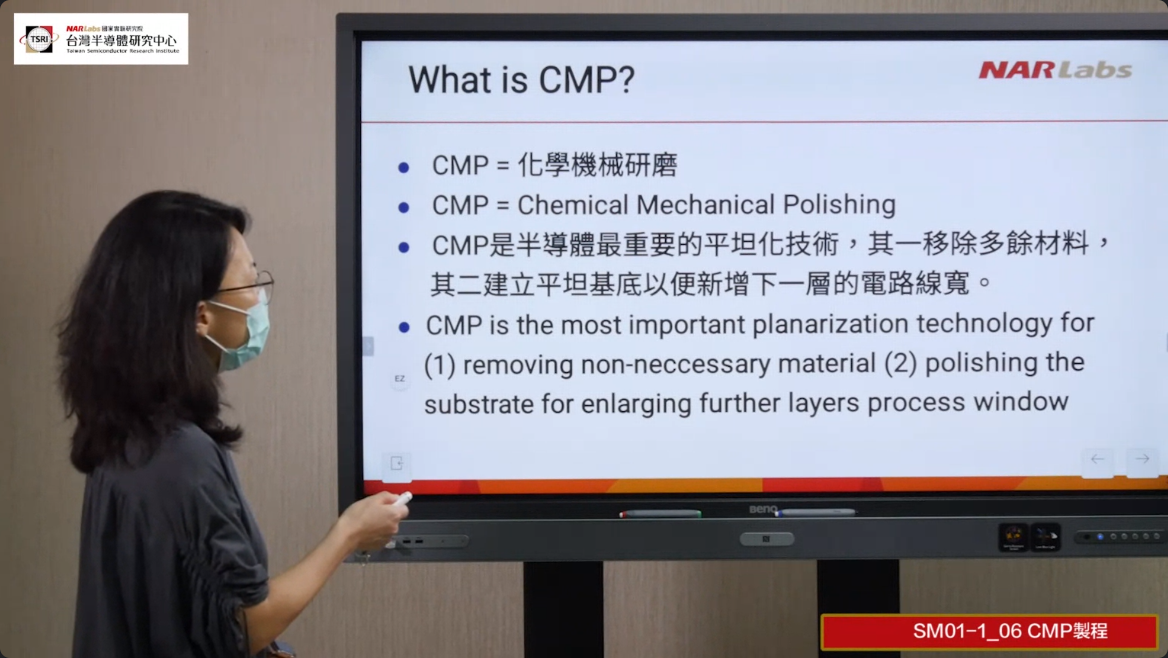 TSRI
NARLabs 國家實驗研究院
台灣半導體研究中心
Taiwan Semiconductor Research Institute
What is CMP?
NARLabs
CMP = 化學機械研磨
CMP = Chemical Mechanical Polishing
CMP是半導體最重要的平坦化技術，其一移除多餘材料，
其二建立平坦基底以便新增下一層的電路線寬。
CMP is the most important planarization technology for
(1) removing non-neccessary material (2) polishing the
substrate for enlarging further layers process window
EZ
BenQ
SM01-1_06 CMP製程